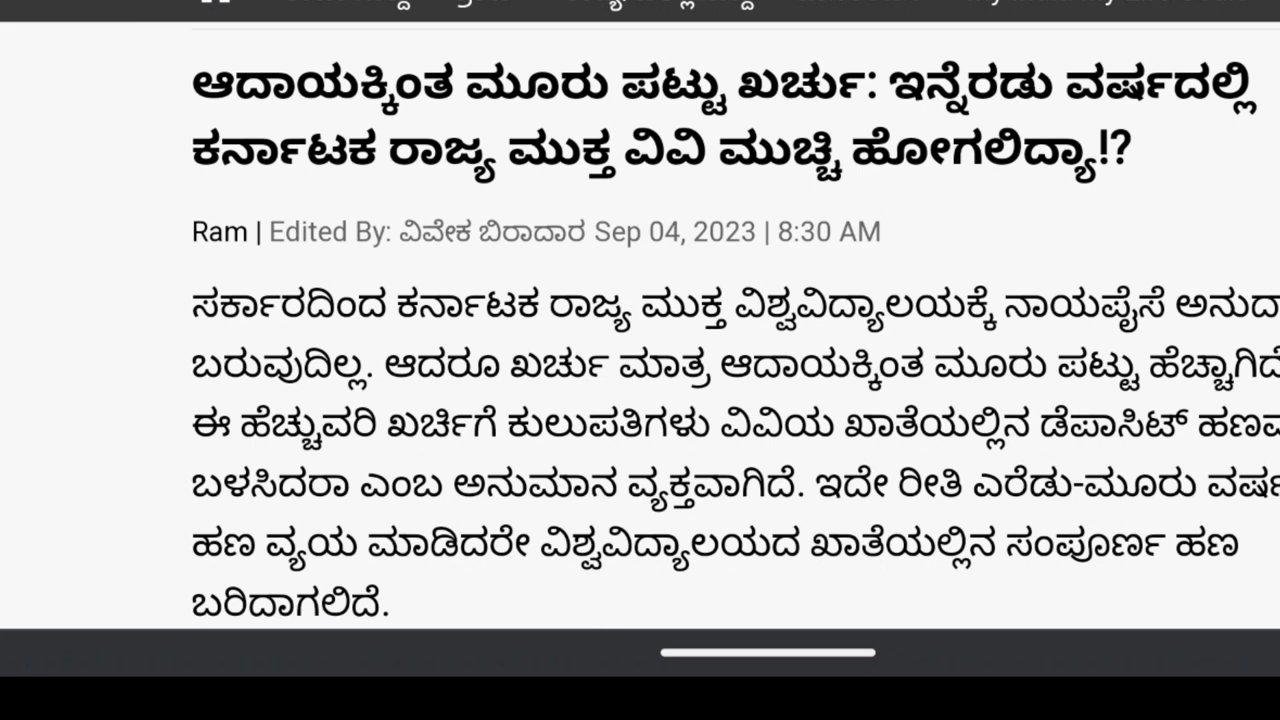 ಆದಾಯಕ್ಕಿಂತ ಮೂರು ಪಟ್ಟು ಖರ್ಚು: ಇನ್ನೆರಡು ವರ್ಷದಲ್ಲಿ
ಕರ್ನಾಟಕ ರಾಜ್ಯ ಮುಕ್ತ ವಿವಿ ಮುಚ್ಚಿ ಹೋಗಲಿದ್ಯಾ!?
Ram | Edited By: ವಿವೇಕ ಬಿರಾದಾರ Sep 04, 2023 | 8:30 AM
ಸರ್ಕಾರದಿಂದ ಕರ್ನಾಟಕ ರಾಜ್ಯ ಮುಕ್ತ ವಿಶ್ವವಿದ್ಯಾಲಯಕ್ಕೆ ನಾಯಪೈಸೆ
ಬರುವುದಿಲ್ಲ. ಆದರೂ ಖರ್ಚು ಮಾತ್ರ ಆದಾಯಕ್ಕಿಂತ ಮೂರು ಪಟ್ಟು ಹೆಚ್ಚಾಗಿದೆ
ಈ ಹೆಚ್ಚುವರಿ ಖರ್ಚಿಗೆ ಕುಲುಪತಿಗಳು ವಿವಿಯ ಖಾತೆಯಲ್ಲಿನ ಡೆಪಾಸಿಟ್
ಬಳಸಿದರಾ ಎಂಬ ಅನುಮಾನ ವ್ಯಕ್ತವಾಗಿದೆ. ಇದೇ ರೀತಿ ಎರೆಡು-ಮೂರು ವರ್ಷ
ಹಣ ವ್ಯಯ ಮಾಡಿದರೇ ವಿಶ್ವವಿದ್ಯಾಲಯದ ಖಾತೆಯಲ್ಲಿನ ಸಂಪೂರ್ಣ ಹಣ
ಬರಿದಾಗಲಿದೆ.